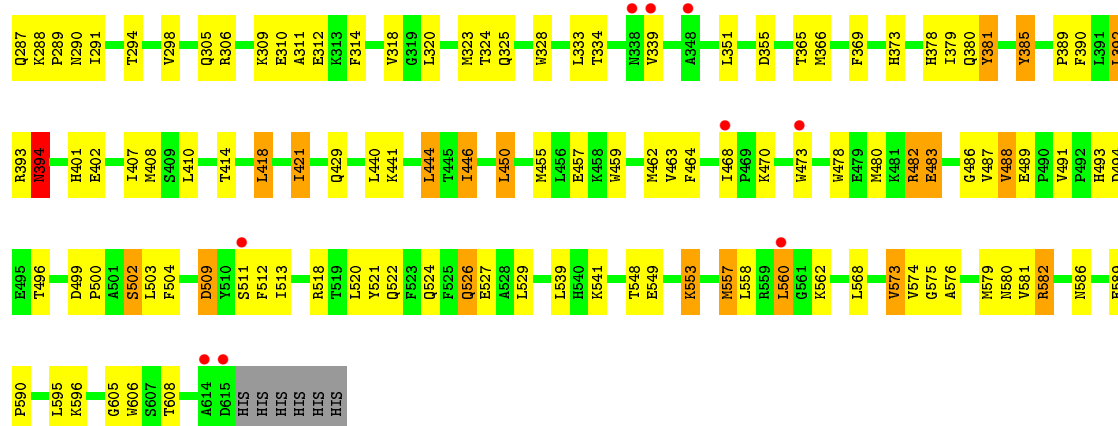 Q287 K288 P289 N290 I291 T294 V298 Q305 R306 K309 E310 A311 E312 K313 F314 V318 G319 L320 M323 T324 Q325 W328 L333 T334 N338 V339 A348 L351 D355 T365 M366 F369 H373 H378 I379 Q380 Y381 Y385 P389 F390 L391 L392
R393 N394 H401 E402 I407 M408 S409 L410 T414 L418 I421 Q429 L440 K441 L444 T445 I446 L450 M455 L456 E457 K458 W459 M462 V463 F464 I468 P469 K470 W473 W478 E479 M480 K481 R482 E483 G486 V487 V488 E489 P490 V491 P492 H493 D494
E495 T496 D499 P500 A501 S502 L503 F504 D509 Y510 S511 F512 I513 R518 T519 L520 Y521 Q522 F523 Q524 F525 Q526 E527 A528 L529 L539 H540 K541 T548 E549 K553 M557 L558 R559 L560 G561 K562 L568 V573 V574 G575 A576 M579 N580 V581 R582 N586 E589
P590 L595 K596 G605 W606 S607 T608 A614 D615 HIS HIS HIS HIS HIS HIS